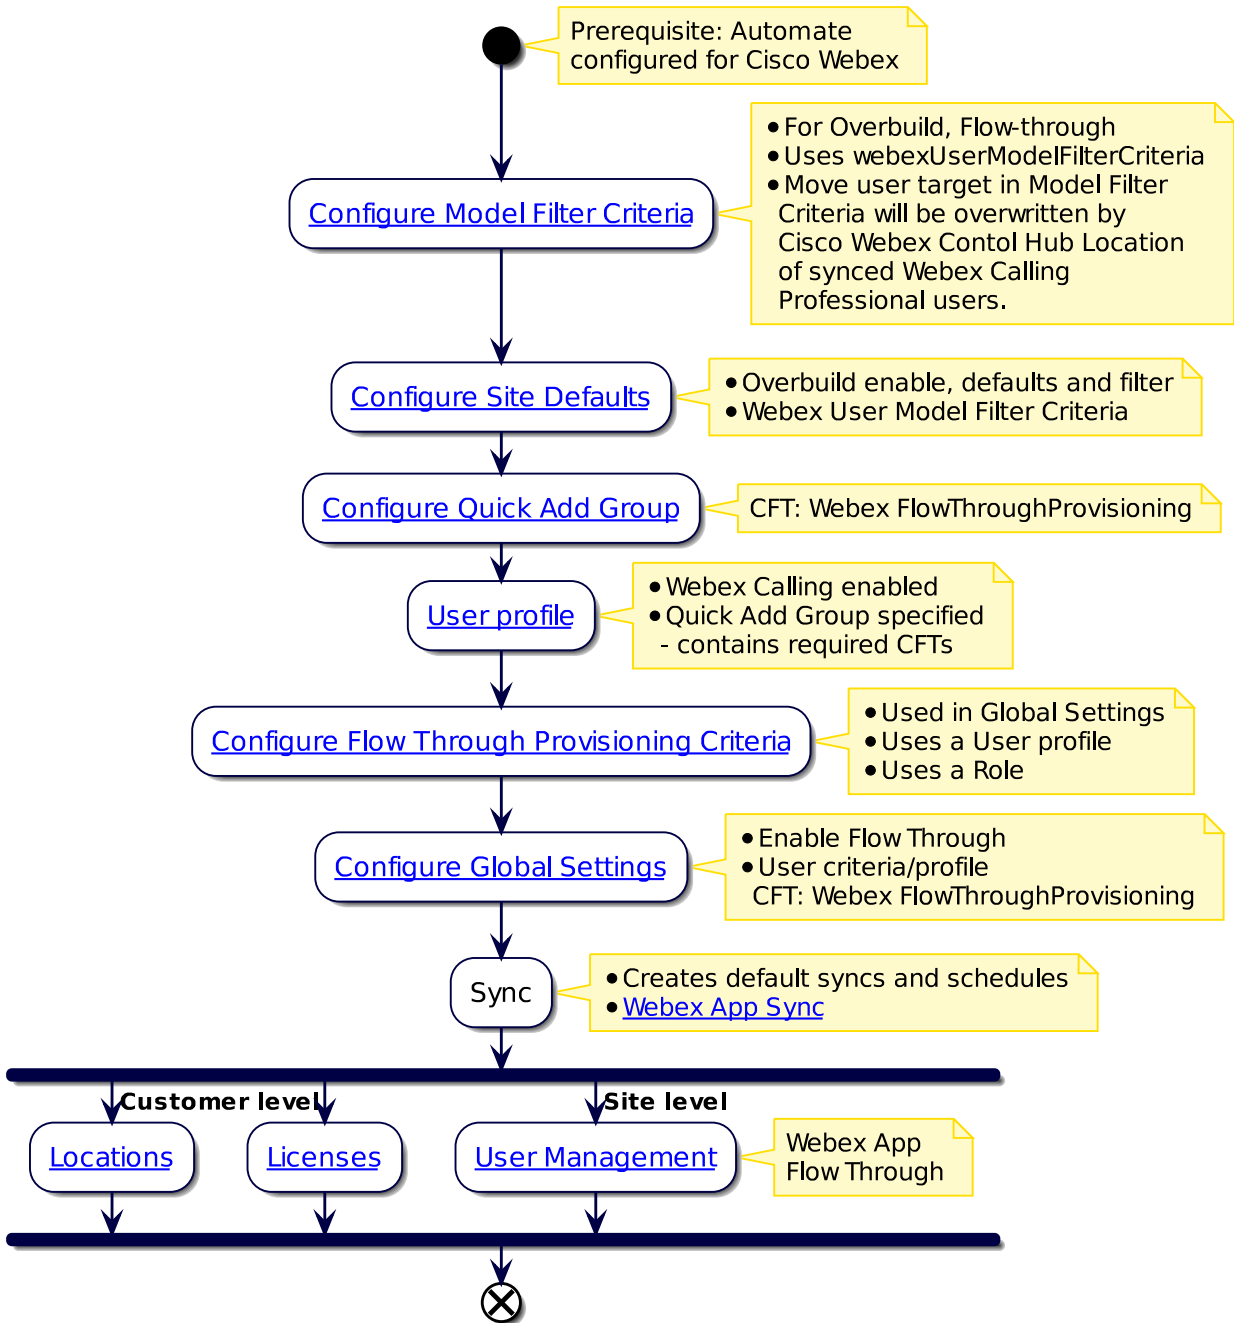 Prerequisite: Automate
configured for Cisco Webex
• For Overbuild, Flow-through
• Uses webexUserModelFilterCriteria
• Move user target in Model Filter
Criteria will be overwritten by
Cisco Webex Contol Hub Location
of synced Webex Calling
Professional users.
Configure Model Filter Criteria
Configure Site Defaults
• Overbuild enable, defaults and filter
• Webex User Model Filter Criteria
Configure Quick Add Group
CFT: Webex FlowThroughProvisioning
User profile
• Webex Calling enabled
• Quick Add Group specified
- contains required CFTs
Configure Flow Through Provisioning Criteria
• Used in Global Settings
• Uses a User profile
• Uses a Role
Configure Global Settings
• Enable Flow Through
• User criteria/profile
CFT: Webex FlowThroughProvisioning
Sync
• Creates default syncs and schedules
• Webex App Sync
Customer level
Site level
Locations
Licenses
User Management
Webex App
Flow Through